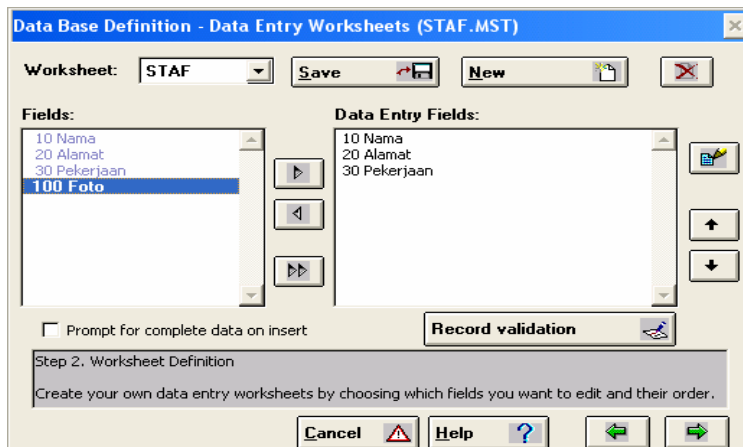 Data Base Definition - Data Entry Worksheets (STAF.MST)
Worksheet: STAF Save New
Fields: Data Entry Fields:
10 Nama
20 Alamat
30 Pekerjaan
100 Foto
10 Nama
20 Alamat
30 Pekerjaan
Prompt for complete data on insert
Record validation
Step 2. Worksheet Definition
Create your own data entry worksheets by choosing which fields you want to edit and their order.
Cancel Help ?